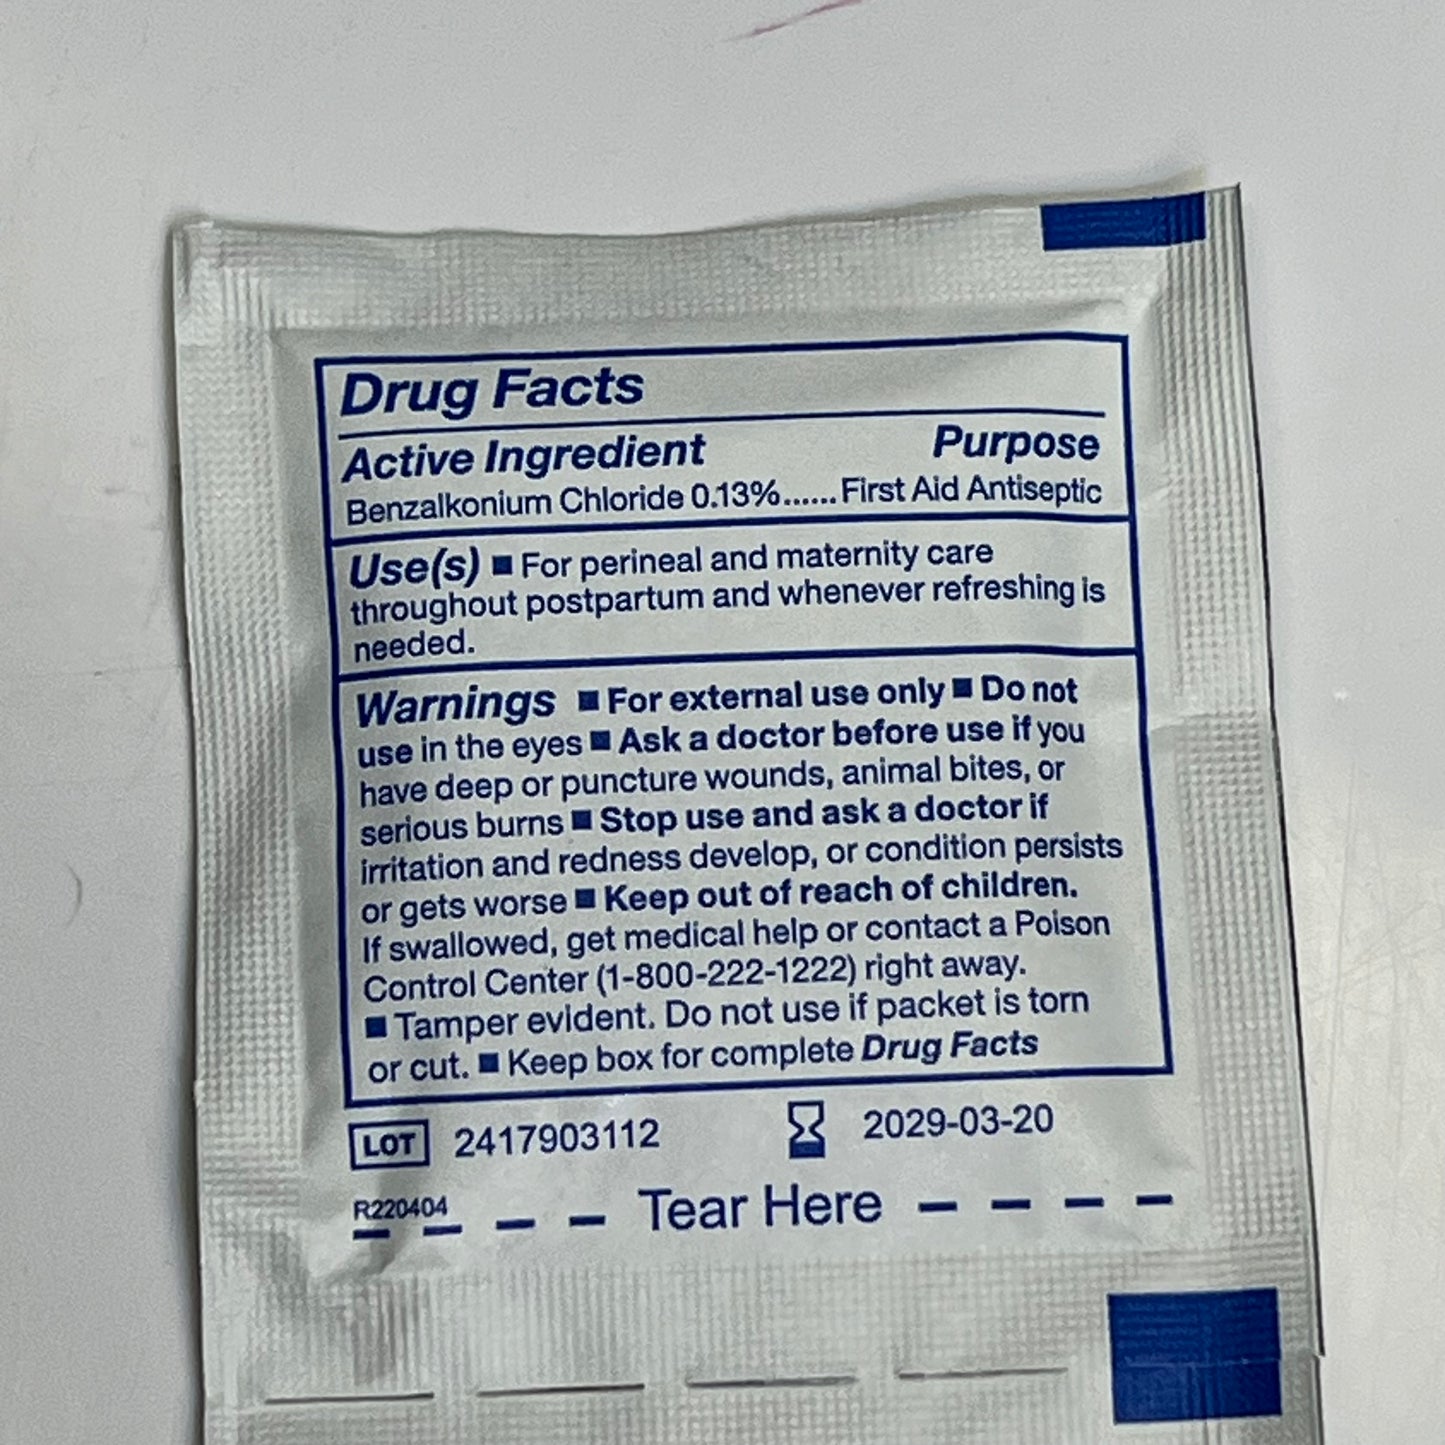 Drug Facts
Active Ingredient Purpose
Benzalkonium Chloride 0.13%......First Aid Antiseptic
Use(s) ■ For perineal and maternity care
throughout postpartum and whenever refreshing is
needed.
Warnings ■ For external use only ■ Do not
use in the eyes ■ Ask a doctor before use if you
have deep or puncture wounds, animal bites, or
serious burns ■ Stop use and ask a doctor if
irritation and redness develop, or condition persists
or gets worse ■ Keep out of reach of children.
If swallowed, get medical help or contact a Poison
Control Center (1-800-222-1222) right away.
■ Tamper evident. Do not use if packet is torn
or cut. ■ Keep box for complete Drug Facts
LOT 2417903112 2029-03-20
R220404
Tear Here